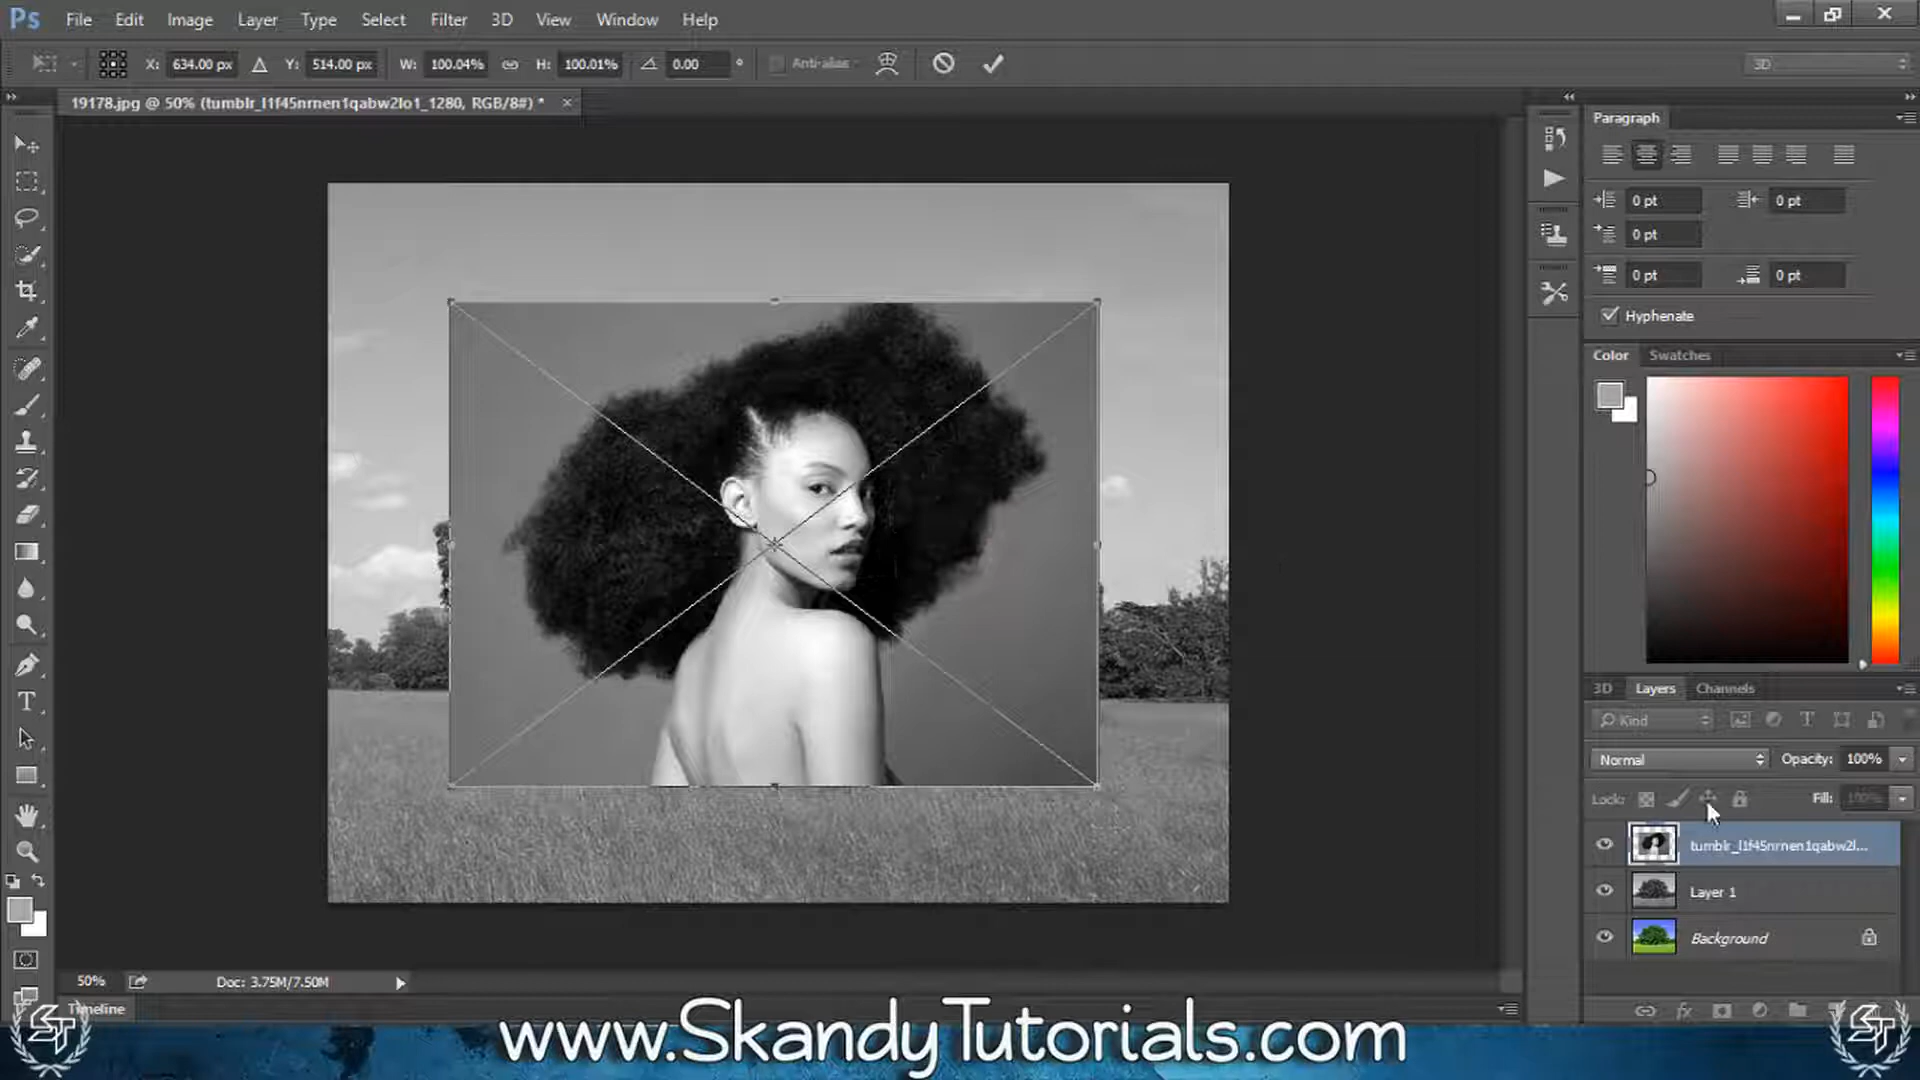 Ps File Edit Image Layer Type Select Filter 3D View Window Help
X: 634.00 px Y: 514.00 px W: 100.04% H: 100.01% 0.00 ° Anti-alias 3D
19178.jpg @ 50% (tumblr_l1f45nrnen1qabw2lo1_1280, RGB/8#) * ×
Paragraph
0 pt 0 pt
0 pt
0 pt 0 pt
Hyphenate
Color Swatches
3D Layers Channels
Kind
Normal Opacity: 100%
Lock: Fill: 100%
tumblr_l1f45nrnen1qabw2l...
Layer 1
Background
50% Doc: 3.75M/7.50M
Timeline
ST www.SkandyTutorials.com ST